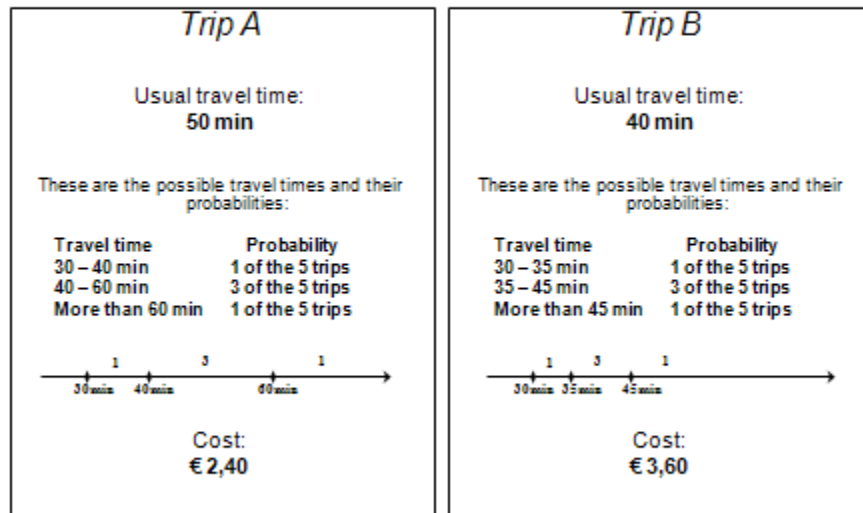 Trip A
Usual travel time:
50 min
These are the possible travel times and their
probabilities:
Travel time Probability
30 – 40 min 1 of the 5 trips
40 – 60 min 3 of the 5 trips
More than 60 min 1 of the 5 trips
1 3 1
30min 40min 60min
Cost:
€ 2,40
Trip B
Usual travel time:
40 min
These are the possible travel times and their
probabilities:
Travel time Probability
30 – 35 min 1 of the 5 trips
35 – 45 min 3 of the 5 trips
More than 45 min 1 of the 5 trips
1 3 1
30min 35min 45min
Cost:
€ 3,60